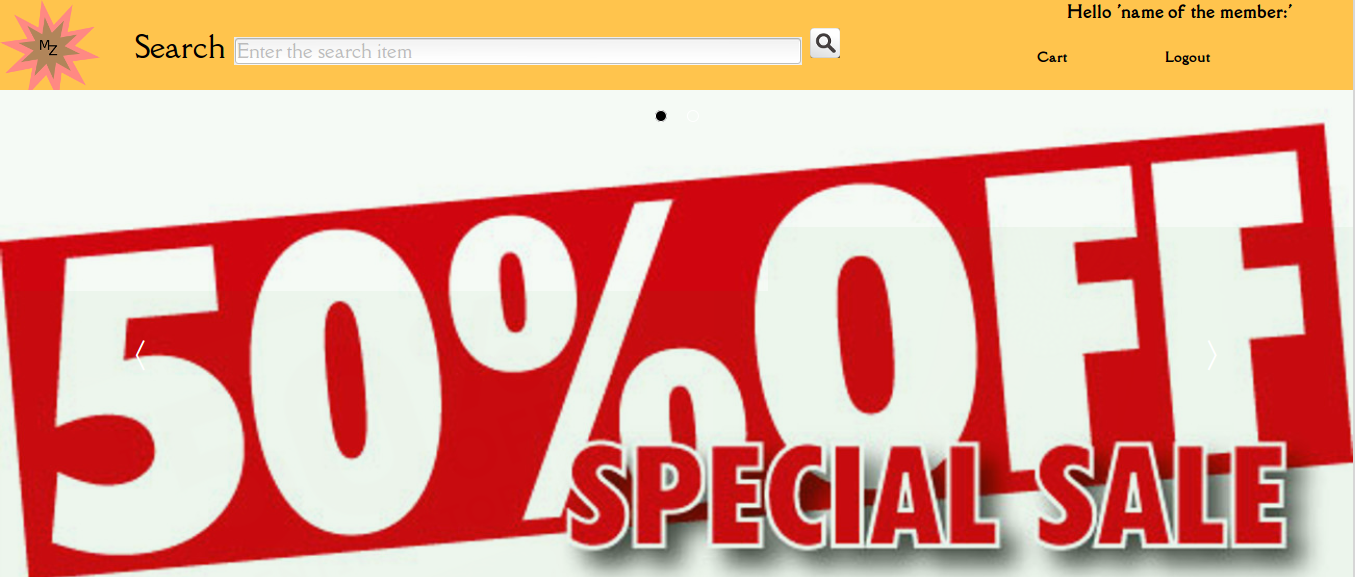 Hello 'name of the member:'
MZ
Search Enter the search item
Cart Logout
50% OFF
SPECIAL SALE